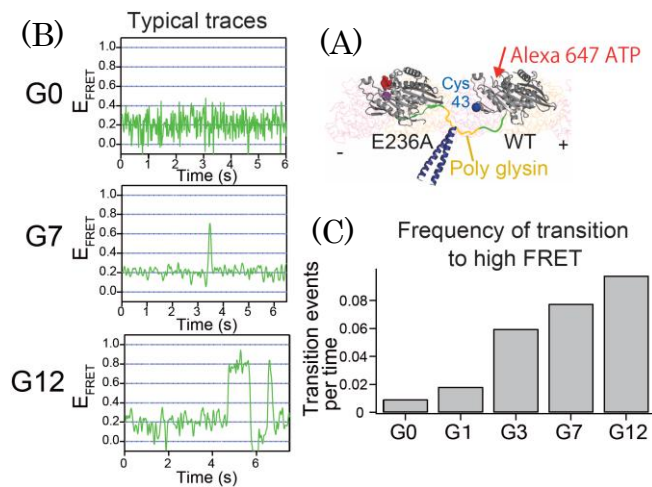 (B)
Typical traces
G0
E FRET
1.0
0.8
0.6
0.4
0.2
0.0
0 1 2 3 4 5 6
Time (s)
G7
E FRET
1.0
0.8
0.6
0.4
0.2
0.0
0 1 2 3 4 5 6
Time (s)
G12
E FRET
1.0
0.8
0.6
0.4
0.2
0.0
0 2 4 6
Time (s)
(A)
Alexa 647 ATP
Cys
43
E236A
WT
-
+
Poly glysin
(C)
Frequency of transition
to high FRET
Transition events
per time
0.08
0.06
0.04
0.02
0
G0 G1 G3 G7 G12